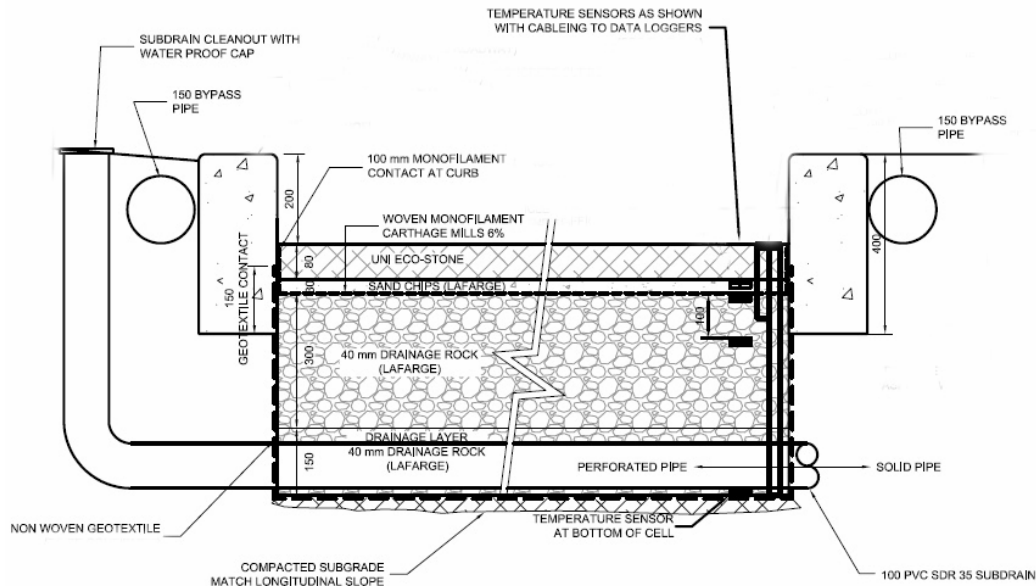 TEMPERATURE SENSORS AS SHOWN
WITH CABLEING TO DATA LOGGERS
SUBDRAIN CLEANOUT WITH
WATER PROOF CAP
150 BYPASS
PIPE
150 BYPASS
PIPE
100 mm MONOFILAMENT
CONTACT AT CURB
200
WOVEN MONOFILAMENT
CARTHAGE MILLS 6%
400
80
UNI ECO-STONE
SAND CHIPS (LAFARGE)
150
GEOTEXTILE CONTACT
100
300
40 mm DRAINAGE ROCK
(LAFARGE)
DRAINAGE LAYER
40 mm DRAINAGE ROCK
(LAFARGE)
150
PERFORATED PIPE
SOLID PIPE
NON WOVEN GEOTEXTILE
TEMPERATURE SENSOR
AT BOTTOM OF CELL
COMPACTED SUBGRADE
MATCH LONGITUDINAL SLOPE
100 PVC SDR 35 SUBDRAIN